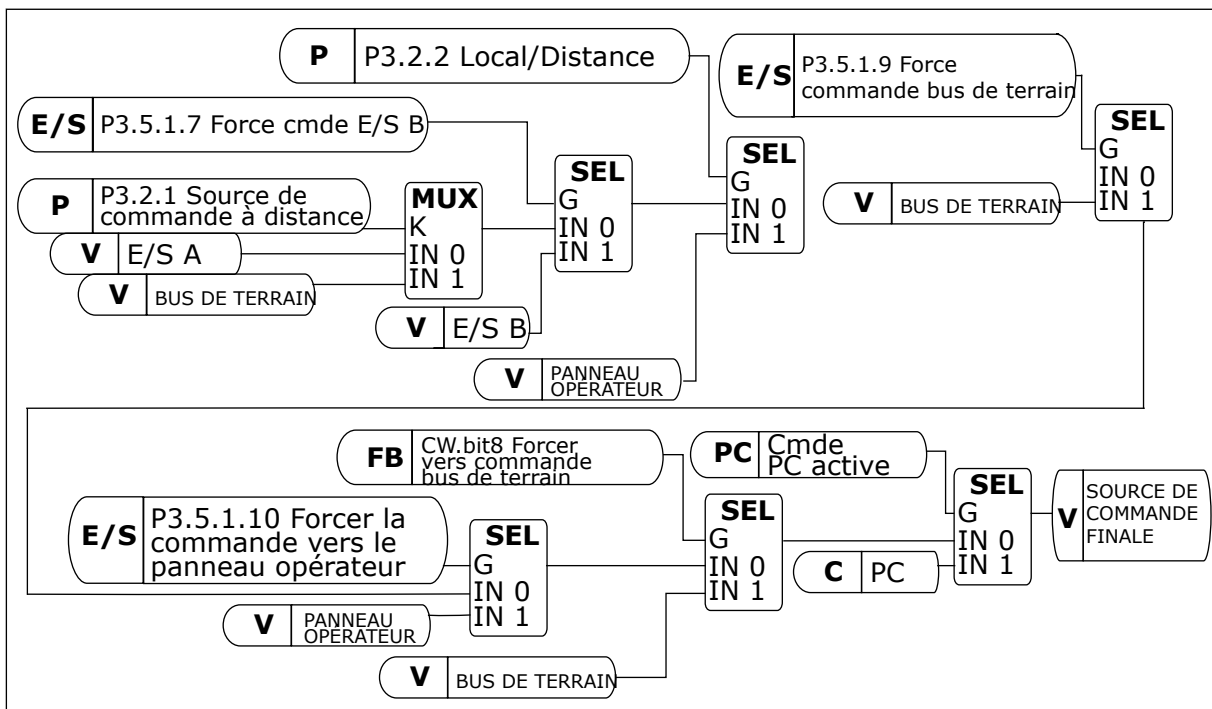 P P3.2.2 Local/Distance
E/S P3.5.1.9 Force
commande bus de terrain
E/S P3.5.1.7 Force cmde E/S B
SEL
G
IN 0
IN 1
SEL
G
IN 0
IN 1
SEL
G
IN 0
IN 1
P P3.2.1 Source de
commande à distance
MUX
K
IN 0
IN 1
V BUS DE TERRAIN
V E/S A
V BUS DE TERRAIN
V E/S B
V PANNEAU
OPÉRATEUR
FB CW.bit8 Forcer
vers commande
bus de terrain
PC Cmde
PC active
E/S P3.5.1.10 Forcer la
commande vers le
panneau opérateur
SEL
G
IN 0
IN 1
SEL
G
IN 0
IN 1
SEL
G
IN 0
IN 1
V SOURCE DE
COMMANDE
FINALE
C PC
V PANNEAU
OPÉRATEUR
V BUS DE TERRAIN